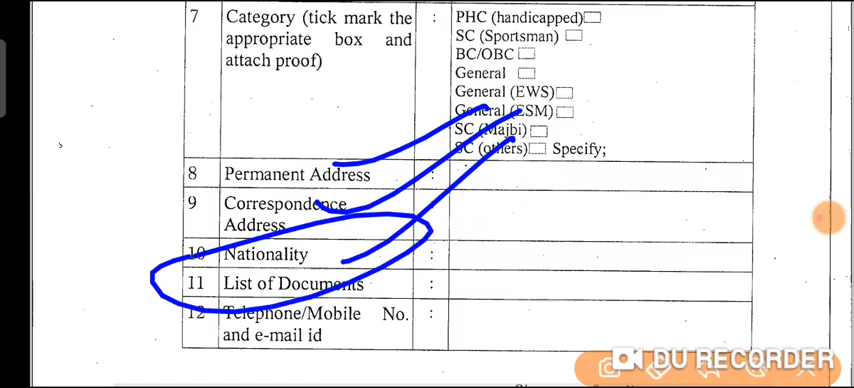 7 Category (tick mark the : PHC (handicapped)
appropriate box and SC (Sportsman)
attach proof) BC/OBC
General
General (EWS)
General (ESM)
SC (Majbi)
SC (others) Specify;
8 Permanent Address :
9 Correspondence
Address
10 Nationality :
11 List of Documents :
12 Telephone/Mobile No. :
and e-mail id
DU RECORDER